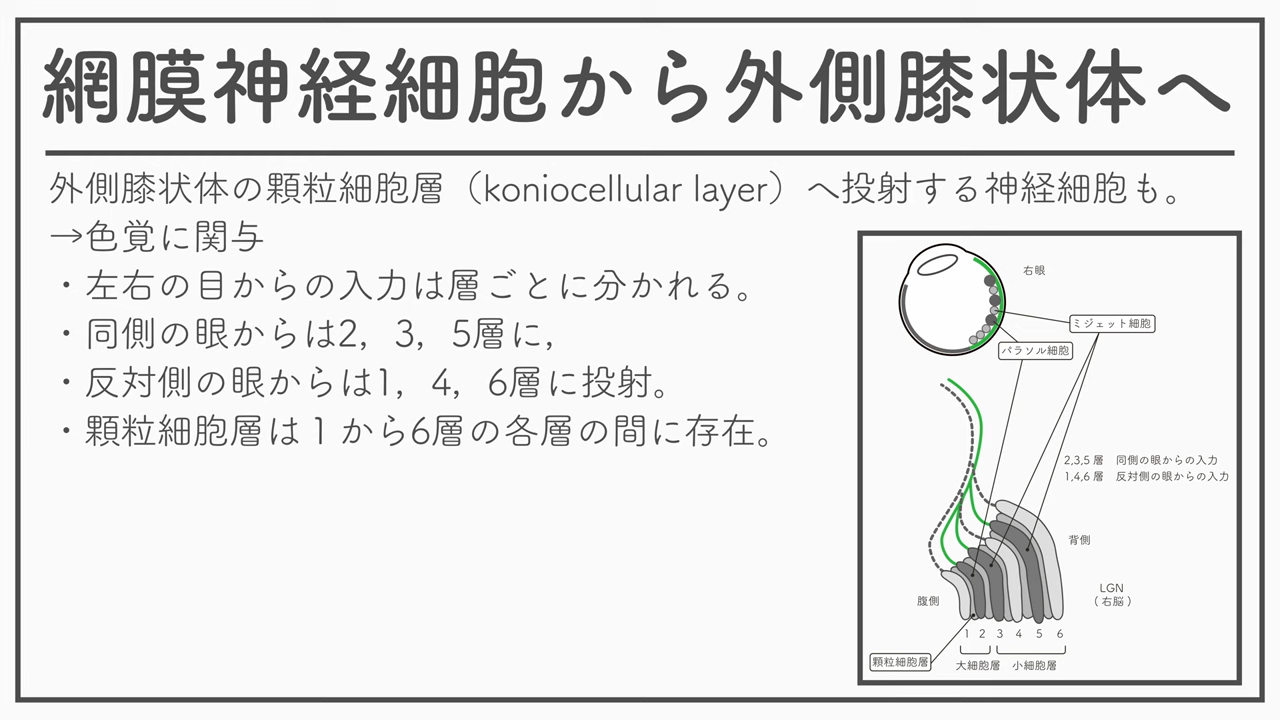 網膜神経細胞から外側膝状体へ
外側膝状体の顆粒細胞層（koniocellular layer）へ投射する神経細胞も。
→色覚に関与
・左右の目からの入力は層ごとに分かれる。
・同側の眼からは2，3，5層に，
・反対側の眼からは1，4，6層に投射。
・顆粒細胞層は１から6層の各層の間に存在。
右眼
ミジェット細胞
パラソル細胞
2,3,5 層　同側の眼からの入力
1,4,6 層　反対側の眼からの入力
背側
LGN
（右脳）
腹側
1 2 3 4 5 6
顆粒細胞層
大細胞層 小細胞層